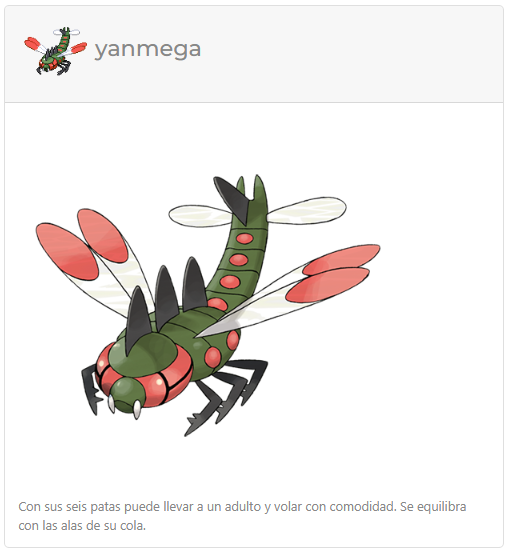 yanmega
Con sus seis patas puede llevar a un adulto y volar con comodidad. Se equilibra
con las alas de su cola.